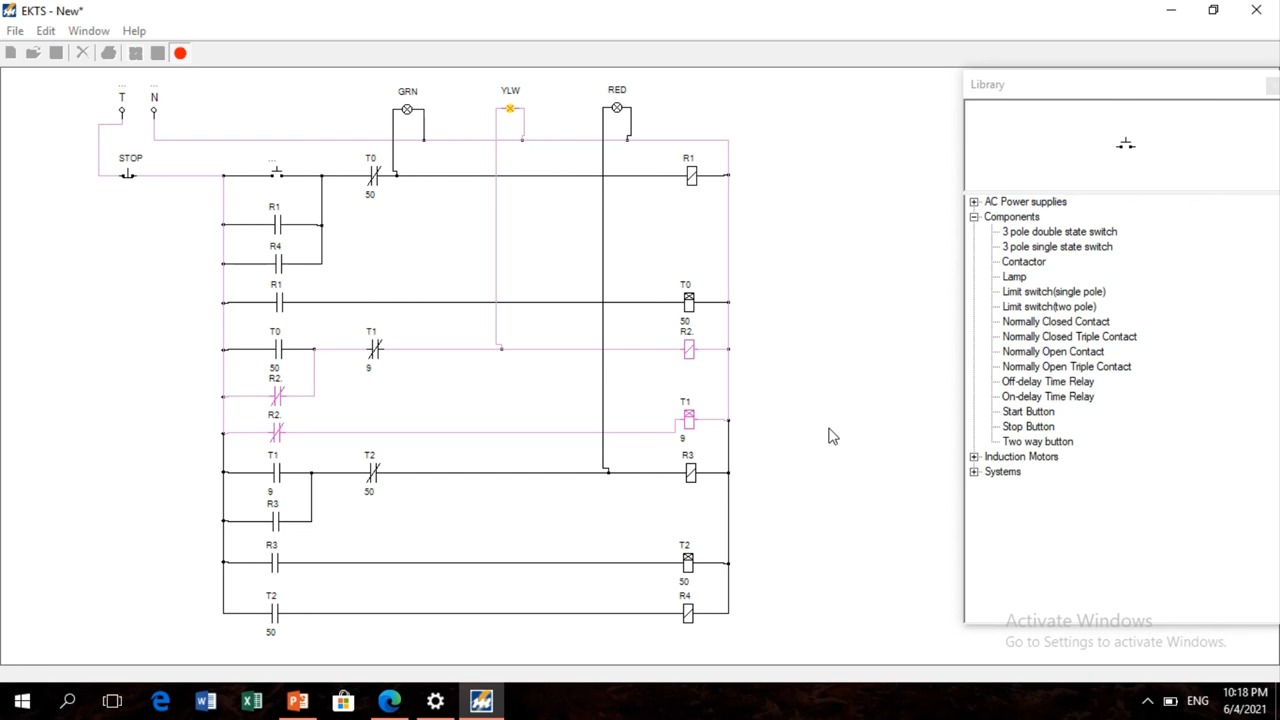 EKTS - New*
File Edit Window Help
... ...
T N
GRN YLW RED
Library
STOP ... T0 R1
50
R1
R4
R1 T0
50
T0 T1 R2.
50 9
R2.
R2. T1
9
T1 T2 R3
9 50
R3
R3 T2
50
T2 R4
50
AC Power supplies
Components
3 pole double state switch
3 pole single state switch
Contactor
Lamp
Limit switch(single pole)
Limit switch(two pole)
Normally Closed Contact
Normally Closed Triple Contact
Normally Open Contact
Normally Open Triple Contact
Off-delay Time Relay
On-delay Time Relay
Start Button
Stop Button
Two way button
Induction Motors
Systems
Activate Windows
Go to Settings to activate Windows.
ENG
10:18 PM
6/4/2021